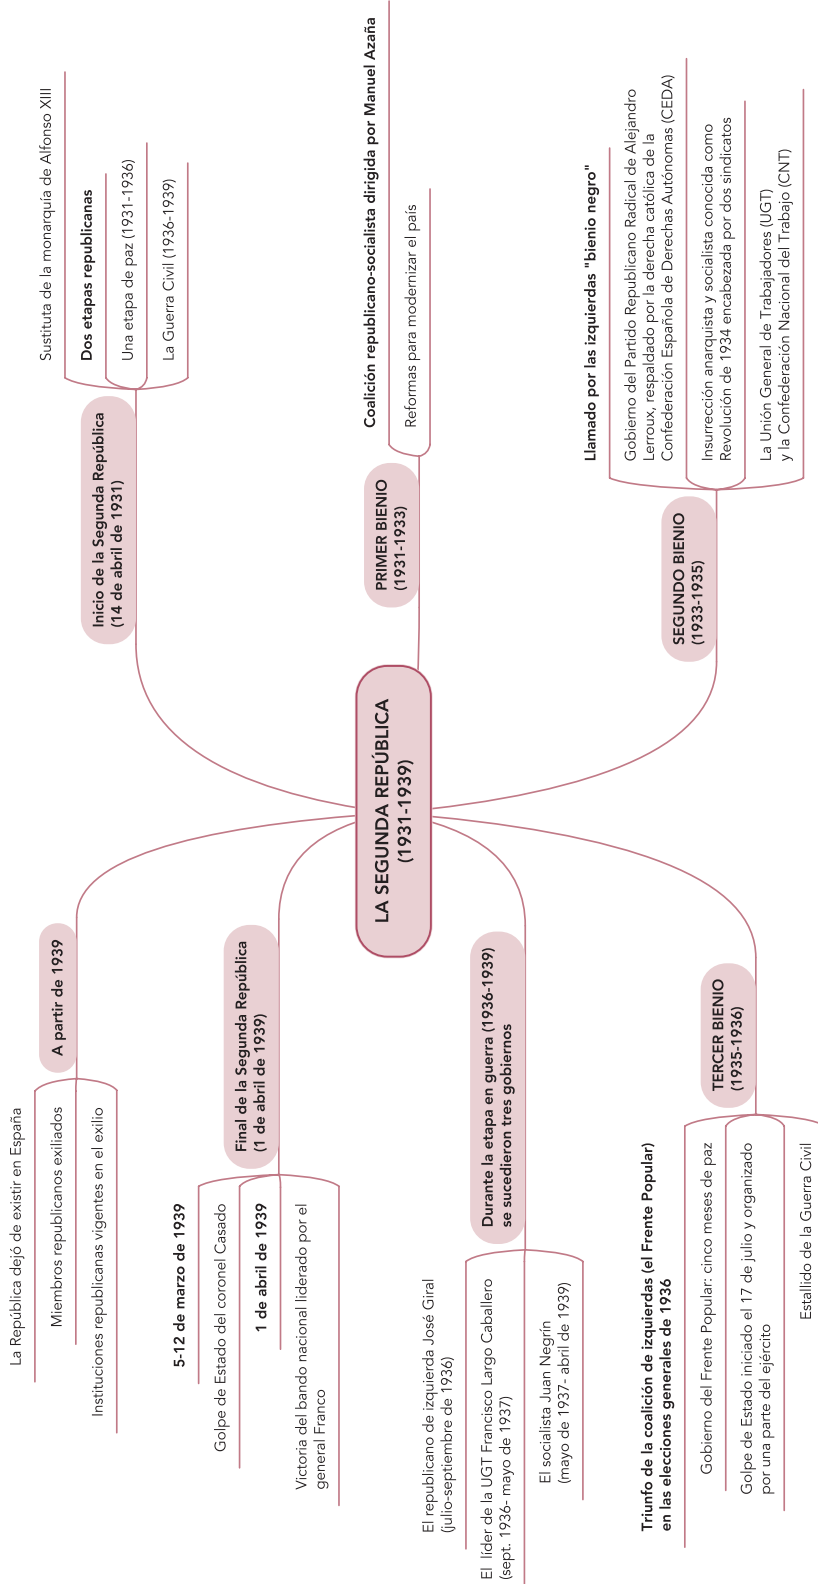 LA SEGUNDA REPÚBLICA
(1931-1939)
Inicio de la Segunda República
(14 de abril de 1931)
Sustituta de la monarquía de Alfonso XIII
Dos etapas republicanas
Una etapa de paz (1931-1936)
La Guerra Civil (1936-1939)
PRIMER BIENIO
(1931-1933)
Coalición republicano-socialista dirigida por Manuel Azaña
Reformas para modernizar el país
SEGUNDO BIENIO
(1933-1935)
Llamado por las izquierdas "bienio negro"
Gobierno del Partido Republicano Radical de Alejandro
Lerroux, respaldado por la derecha católica de la
Confederación Española de Derechas Autónomas (CEDA)
Insurrección anarquista y socialista conocida como
Revolución de 1934 encabezada por dos sindicatos
La Unión General de Trabajadores (UGT)
y la Confederación Nacional del Trabajo (CNT)
TERCER BIENIO
(1935-1936)
Triunfo de la coalición de izquierdas (el Frente Popular)
en las elecciones generales de 1936
Gobierno del Frente Popular: cinco meses de paz
Golpe de Estado iniciado el 17 de julio y organizado
por una parte del ejército
Estallido de la Guerra Civil
Durante la etapa en guerra (1936-1939)
se sucedieron tres gobiernos
El republicano de izquierda José Giral
(julio-septiembre de 1936)
El líder de la UGT Francisco Largo Caballero
(sept. 1936- mayo de 1937)
El socialista Juan Negrín
(mayo de 1937- abril de 1939)
Final de la Segunda República
(1 de abril de 1939)
5-12 de marzo de 1939
Golpe de Estado del coronel Casado
1 de abril de 1939
Victoria del bando nacional liderado por el
general Franco
A partir de 1939
La República dejó de existir en España
Miembros republicanos exiliados
Instituciones republicanas vigentes en el exilio